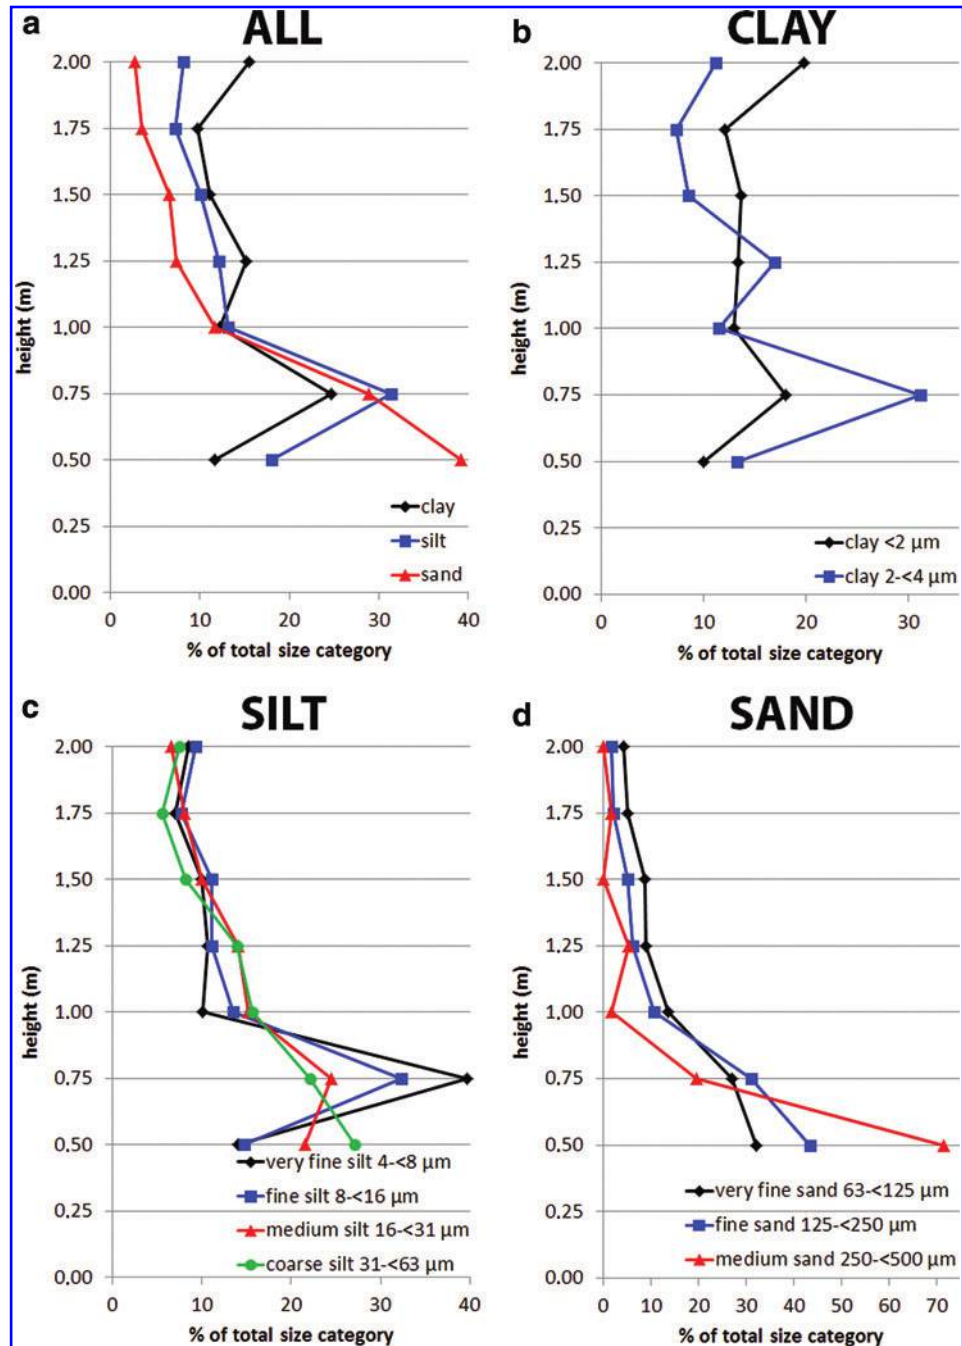 a ALL
2.00
1.75
1.50
1.25
1.00
0.75
0.50
0.25
0.00
height (m)
clay
silt
sand
0 10 20 30 40
% of total size category
b CLAY
2.00
1.75
1.50
1.25
1.00
0.75
0.50
0.25
0.00
height (m)
clay <2 µm
clay 2-<4 µm
0 10 20 30
% of total size category
c SILT
2.00
1.75
1.50
1.25
1.00
0.75
0.50
0.25
0.00
height (m)
very fine silt 4-<8 µm
fine silt 8-<16 µm
medium silt 16-<31 µm
coarse silt 31-<63 µm
0 10 20 30 40
% of total size category
d SAND
2.00
1.75
1.50
1.25
1.00
0.75
0.50
0.25
0.00
height (m)
very fine sand 63-<125 µm
fine sand 125-<250 µm
medium sand 250-<500 µm
0 10 20 30 40 50 60 70
% of total size category